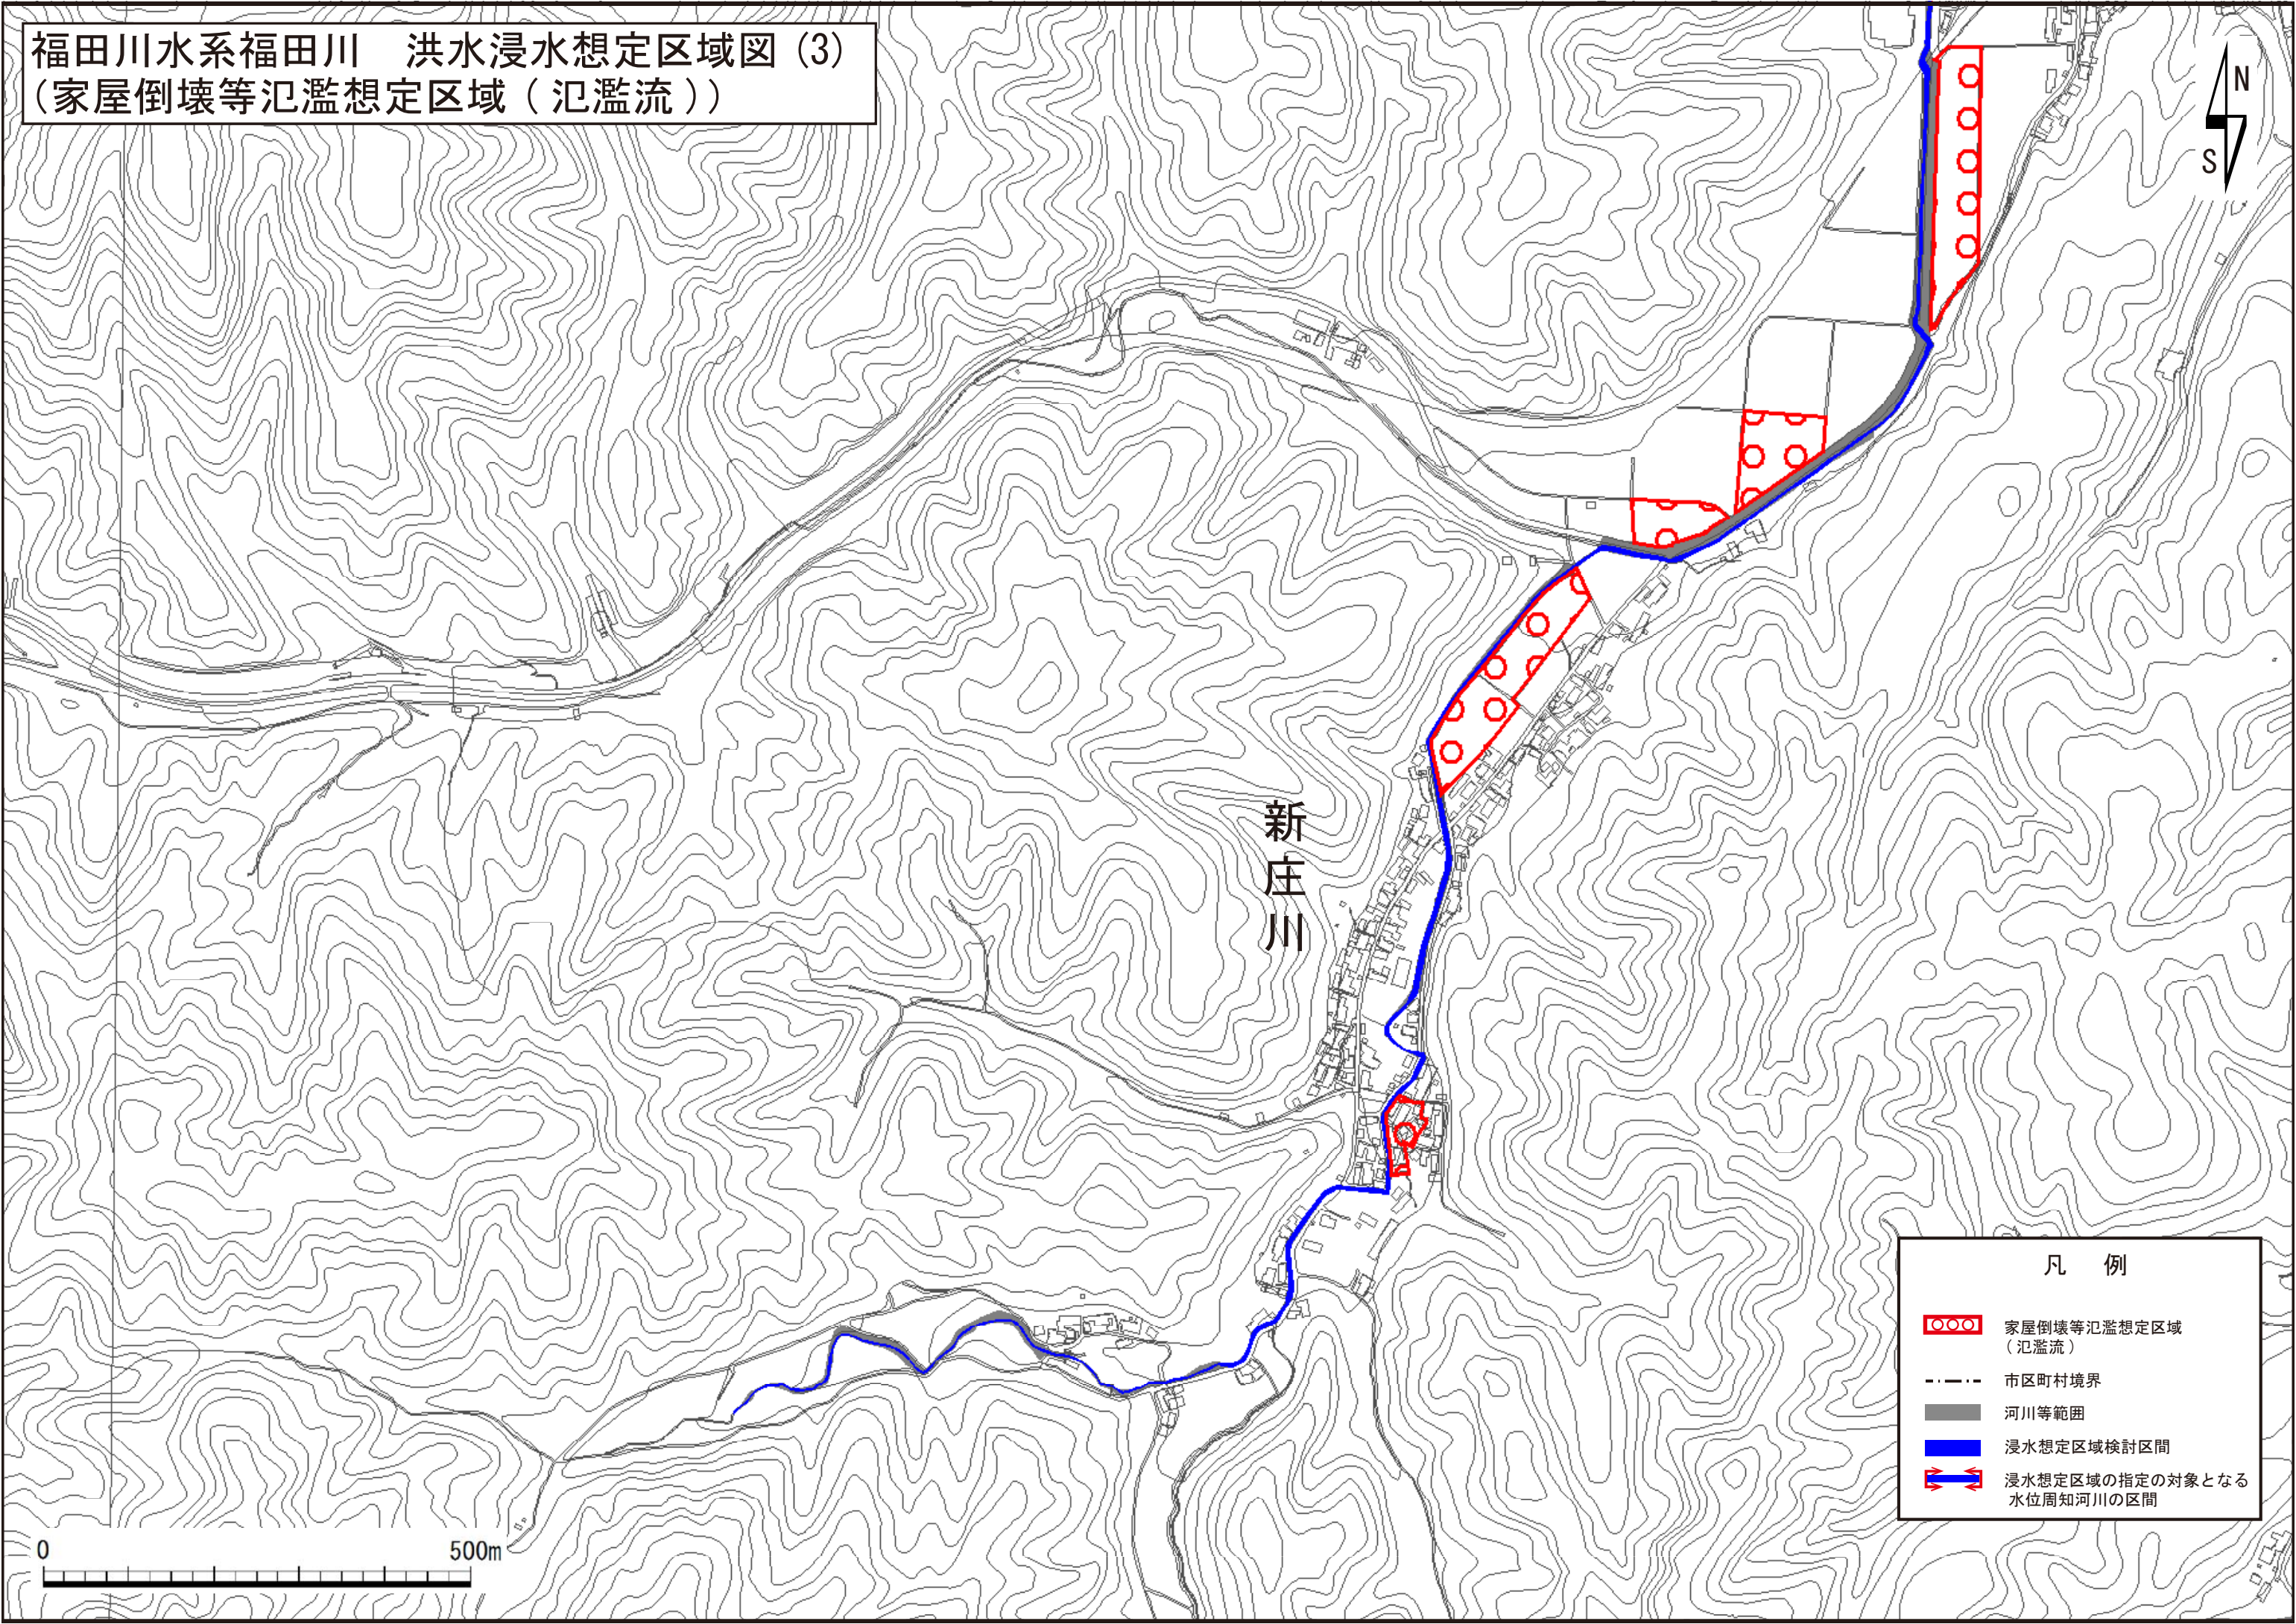 福田川水系福田川　洪水浸水想定区域図 (3)
(家屋倒壊等氾濫想定区域 ( 氾濫流 ))
N
S
新庄川
凡　例
家屋倒壊等氾濫想定区域
( 氾濫流 )
市区町村境界
河川等範囲
浸水想定区域検討区間
浸水想定区域の指定の対象となる
水位周知河川の区間
0 500m